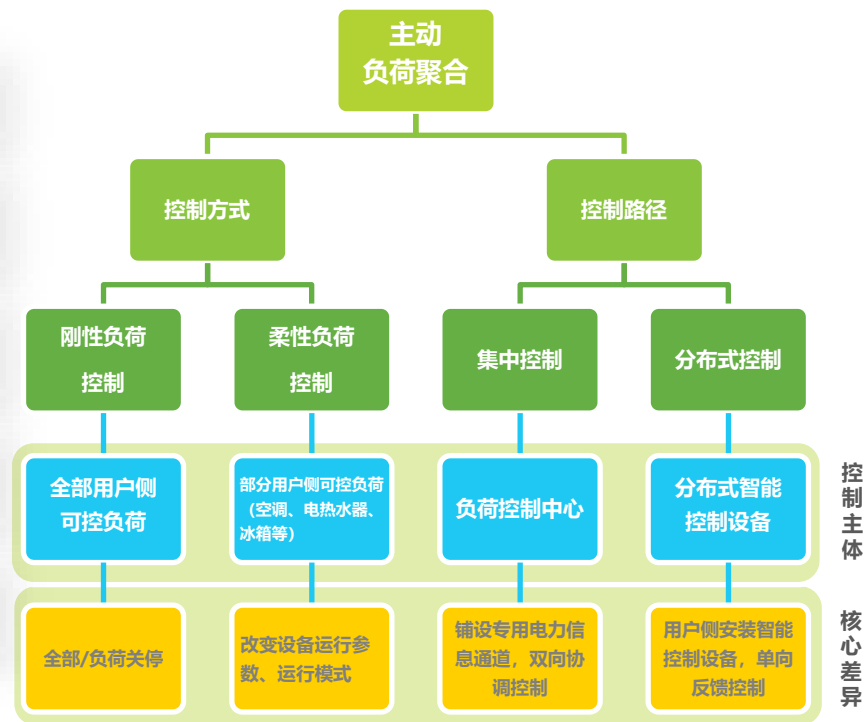 主动
负荷聚合
控制方式
控制路径
刚性负荷
控制
柔性负荷
控制
集中控制
分布式控制
全部用户侧
可控负荷
部分用户侧可控负荷
（空调、电热水器、
冰箱等）
负荷控制中心
分布式智能
控制设备
控制主体
全部/负荷关停
改变设备运行参
数、运行模式
铺设专用电力信
息通道，双向协
调控制
用户侧安装智能
控制设备，单向
反馈控制
核心差异